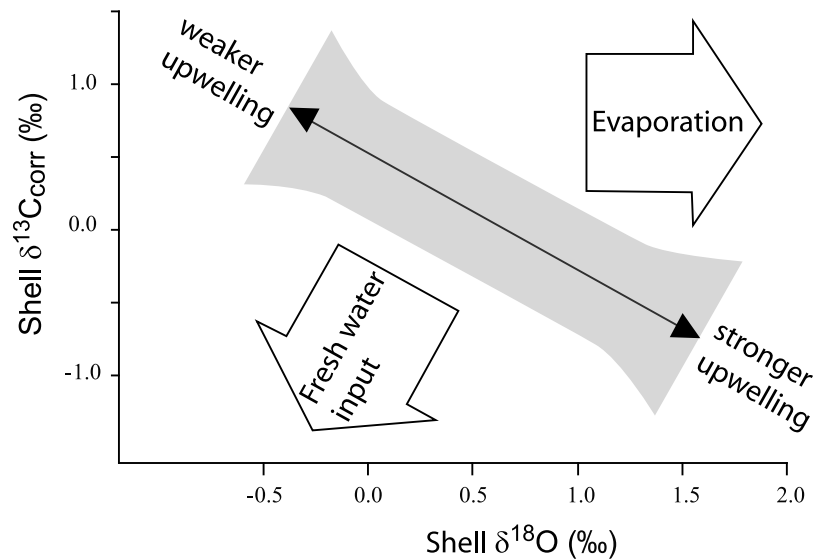 weaker
upwelling
Evaporation
Shell δ¹³Ccorr (‰)
1.0
0.0
-1.0
Fresh water
input
stronger
upwelling
-0.5
0.0
0.5
1.0
1.5
2.0
Shell δ¹⁸O (‰)